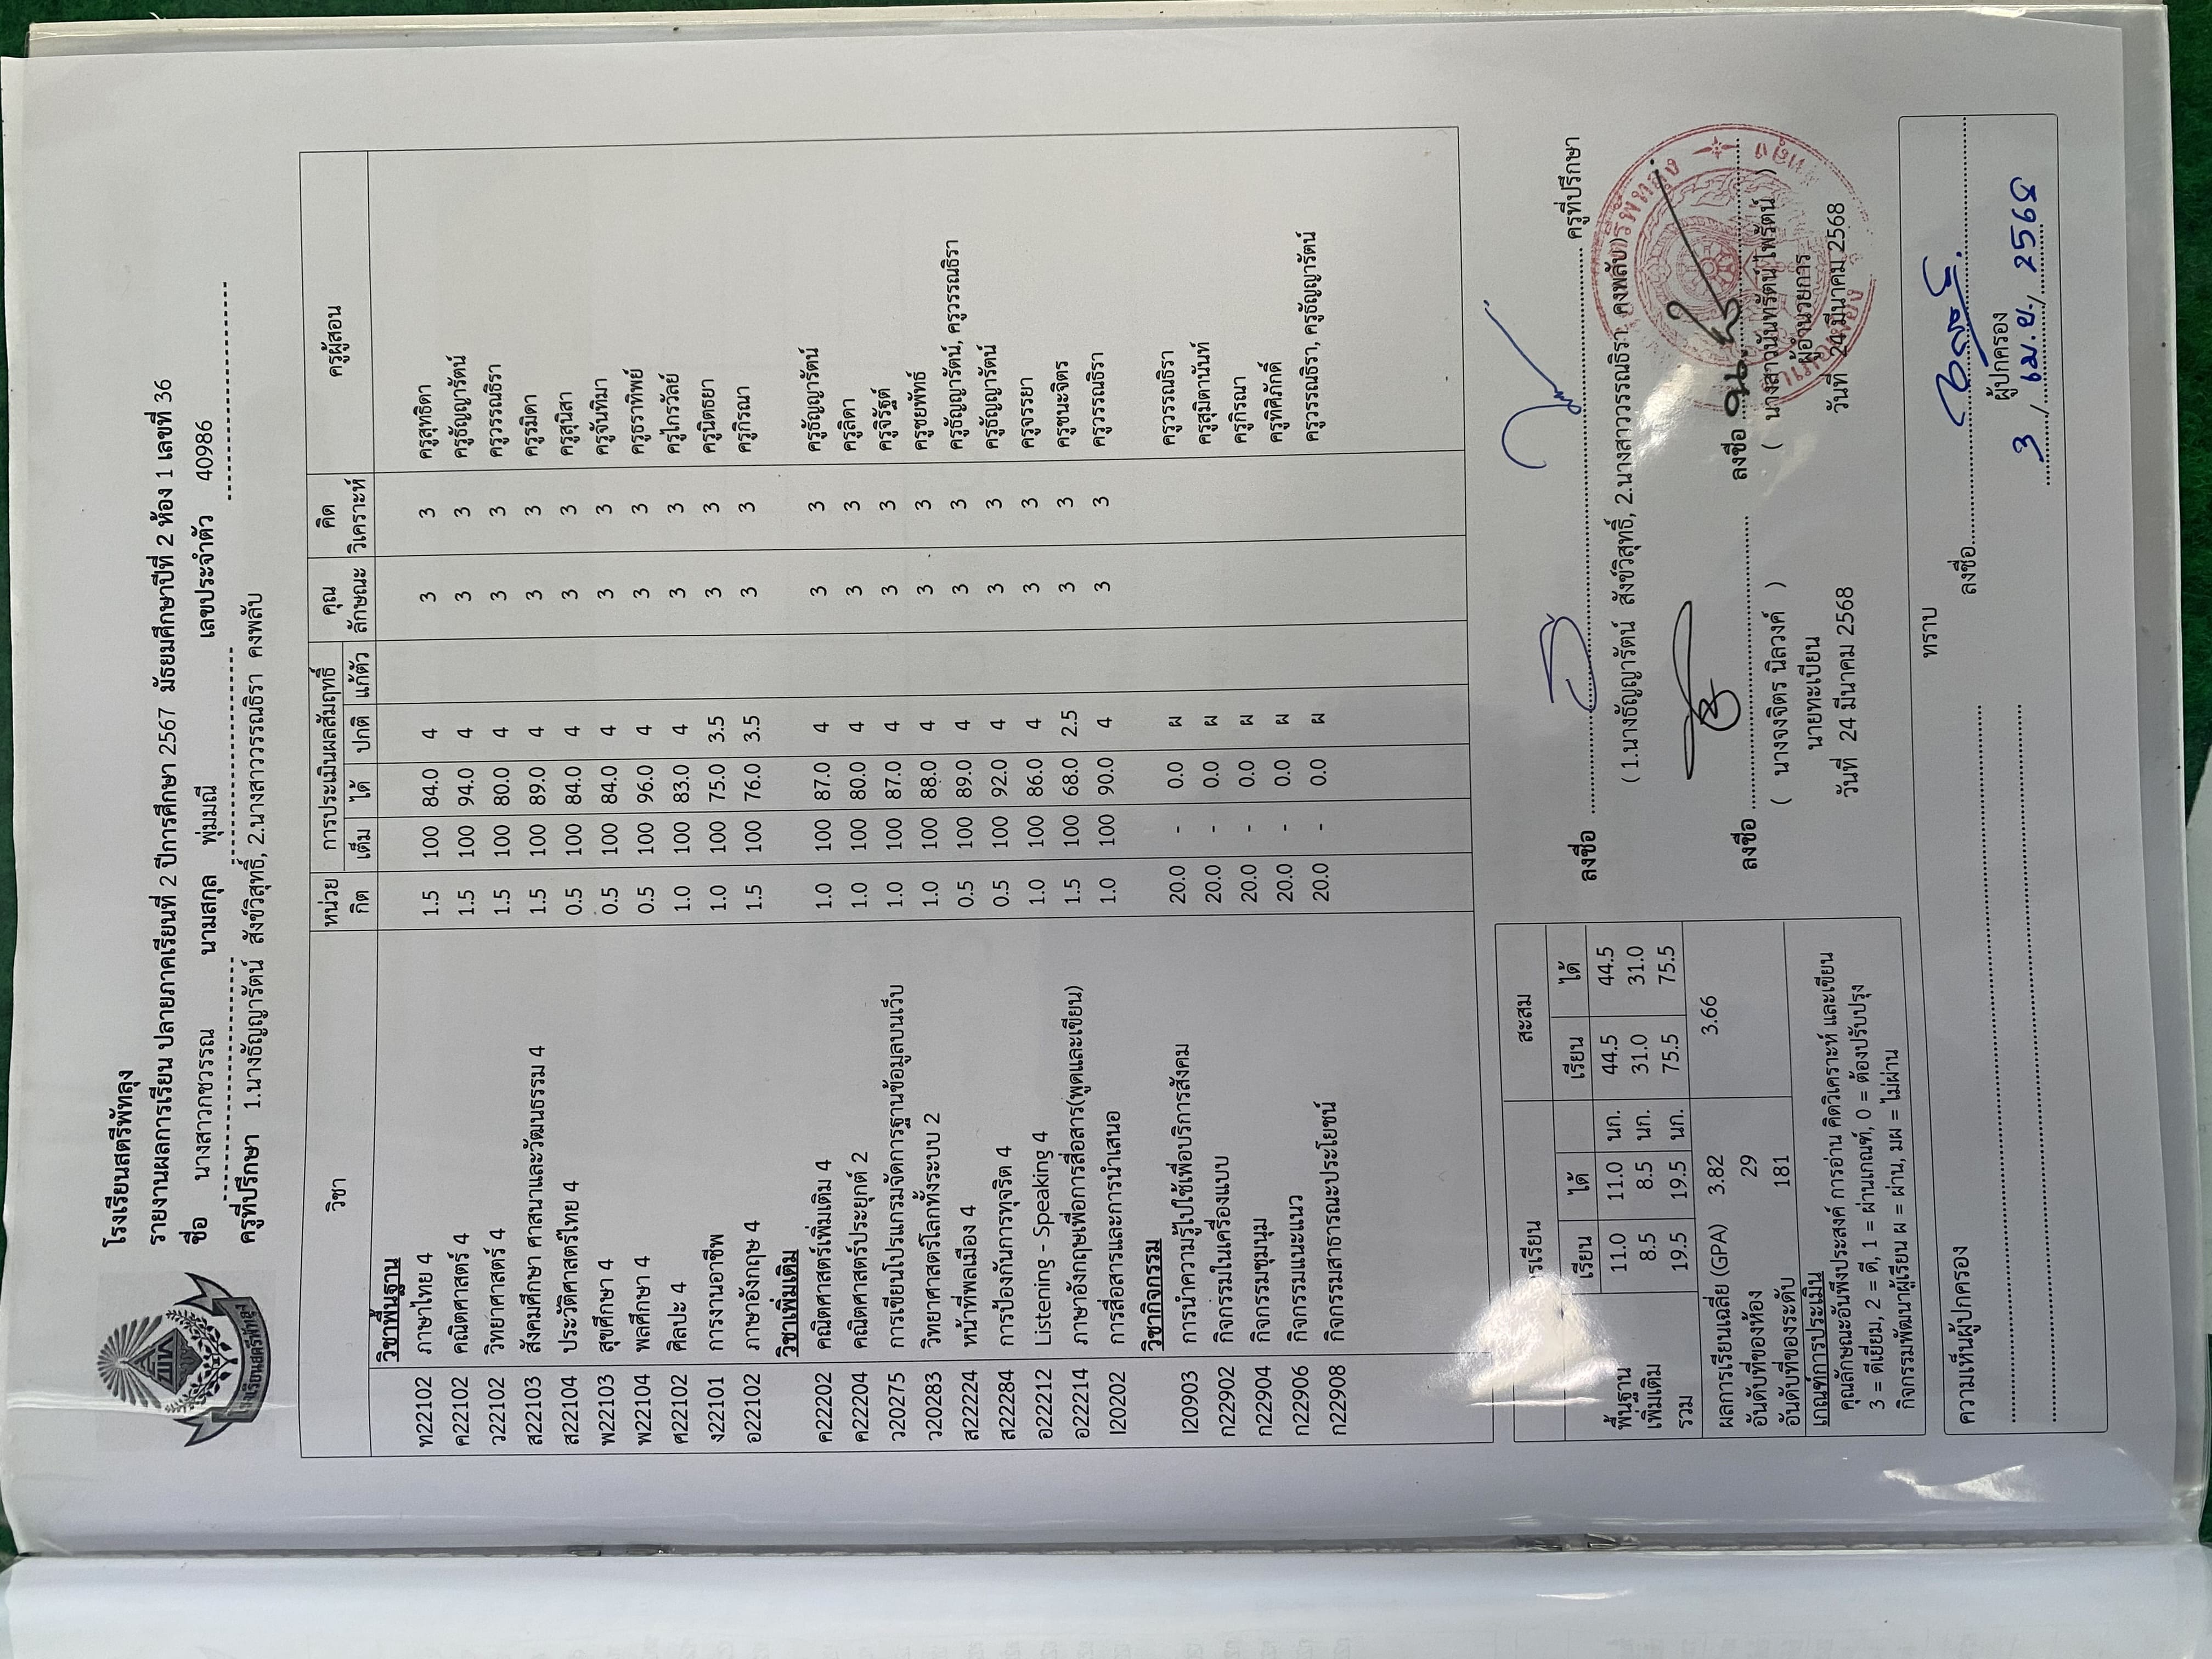 โรงเรียนสตรีพัทลุง
รายงานผลการเรียน ปลายภาคเรียนที่ 2 ปีการศึกษา 2567 มัธยมศึกษาปีที่ 2 ห้อง 1 เลขที่ 36
ชื่อ นางสาวกชวรรณ นามสกุล พุ่มมณี เลขประจำตัว 40986
ครูที่ปรึกษา 1.นางธัญญารัตน์ สังข์วิสุทธิ์, 2.นางสาววรรณธิรา คงพลับ
วิชา หน่วยกิต การประเมินผลสัมฤทธิ์ คุณลักษณะ คิดวิเคราะห์ ครูผู้สอน
เต็ม ได้ ปกติ แก้ตัว
วิชาพื้นฐาน
ท22102 ภาษาไทย 4 1.5 100 84.0 4 3 3 ครูสุทธิดา
ค22102 คณิตศาสตร์ 4 1.5 100 94.0 4 3 3 ครูธัญญารัตน์
ว22102 วิทยาศาสตร์ 4 1.5 100 80.0 4 3 3 ครูวรรณธิรา
ส22103 สังคมศึกษา ศาสนาและวัฒนธรรม 4 1.5 100 89.0 4 3 3 ครูรมิดา
ส22104 ประวัติศาสตร์ไทย 4 0.5 100 84.0 4 3 3 ครูสุนิสา
พ22103 สุขศึกษา 4 0.5 100 84.0 4 3 3 ครูจันทิมา
พ22104 พลศึกษา 4 0.5 100 96.0 4 3 3 ครูธราทิพย์
ศ22102 ศิลปะ 4 1.0 100 83.0 4 3 3 ครูไกรวัลย์
ง22101 การงานอาชีพ 1.0 100 75.0 3.5 3 3 ครูนิตธยา
อ22102 ภาษาอังกฤษ 4 1.5 100 76.0 3.5 3 3 ครูกิรณา
วิชาเพิ่มเติม
ค22202 คณิตศาสตร์เพิ่มเติม 4 1.0 100 87.0 4 3 3 ครูธัญญารัตน์
ค22204 คณิตศาสตร์ประยุกต์ 2 1.0 100 80.0 4 3 3 ครูลิดา
ว20275 การเขียนโปรแกรมจัดการฐานข้อมูลบนเว็บ 1.0 100 87.0 4 3 3 ครูจิรัฐต์
ว20283 วิทยาศาสตร์โลกทั้งระบบ 2 1.0 100 88.0 4 3 3 ครูชยพัทธ์
ส22224 หน้าที่พลเมือง 4 0.5 100 89.0 4 3 3 ครูธัญญารัตน์, ครูวรรณธิรา
ส22284 การป้องกันการทุจริต 4 0.5 100 92.0 4 3 3 ครูธัญญารัตน์
อ22212 Listening - Speaking 4 1.0 100 86.0 4 3 3 ครูจรรยา
อ22214 ภาษาอังกฤษเพื่อการสื่อสาร(พูดและเขียน) 1.5 100 68.0 2.5 3 3 ครูชนะจิตร
I20202 การสื่อสารและการนำเสนอ 1.0 100 90.0 4 3 3 ครูวรรณธิรา
วิชากิจกรรม
I20903 การนำความรู้ไปใช้เพื่อบริการสังคม 20.0 - 0.0 ผ ครูวรรณธิรา
ก22902 กิจกรรมในเครื่องแบบ 20.0 - 0.0 ผ ครูสุมิตานันท์
ก22904 กิจกรรมชุมนุม 20.0 - 0.0 ผ ครูกิรณา
ก22906 กิจกรรมแนะแนว 20.0 - 0.0 ผ ครูทิศีภักดิ์
ก22908 กิจกรรมสาธารณะประโยชน์ 20.0 - 0.0 ผ ครูวรรณธิรา, ครูธัญญารัตน์
รเรียน สะสม
เรียน ได้ เรียน ได้
พื้นฐาน 11.0 11.0 นก. 44.5 44.5
เพิ่มเติม 8.5 8.5 นก. 31.0 31.0
รวม 19.5 19.5 นก. 75.5 75.5
ผลการเรียนเฉลี่ย (GPA) 3.82 3.66
อันดับที่ของห้อง 29
อันดับที่ของระดับ 181
เกณฑ์การประเมิน
คุณลักษณะอันพึงประสงค์ การอ่าน คิดวิเคราะห์ และเขียน
3 = ดีเยี่ยม, 2 = ดี, 1 = ผ่านเกณฑ์, 0 = ต้องปรับปรุง
กิจกรรมพัฒนาผู้เรียน ผ = ผ่าน, มผ = ไม่ผ่าน
ลงชื่อ ครูที่ปรึกษา
( 1.นางธัญญารัตน์ สังข์วิสุทธิ์, 2.นางสาววรรณธิรา คงพลับ)
ลงชื่อ ลงชื่อ
( นางจงจิตร นิลวงศ์ ) ( นางสาวนันทรัตน์ ไพรัตน์ )
นายทะเบียน ผู้อำนวยการ
วันที่ 24 มีนาคม 2568 วันที่ 24 มีนาคม 2568
ความเห็นผู้ปกครอง ทราบ
ลงชื่อ
ผู้ปกครอง
3 / เม.ย. / 2568